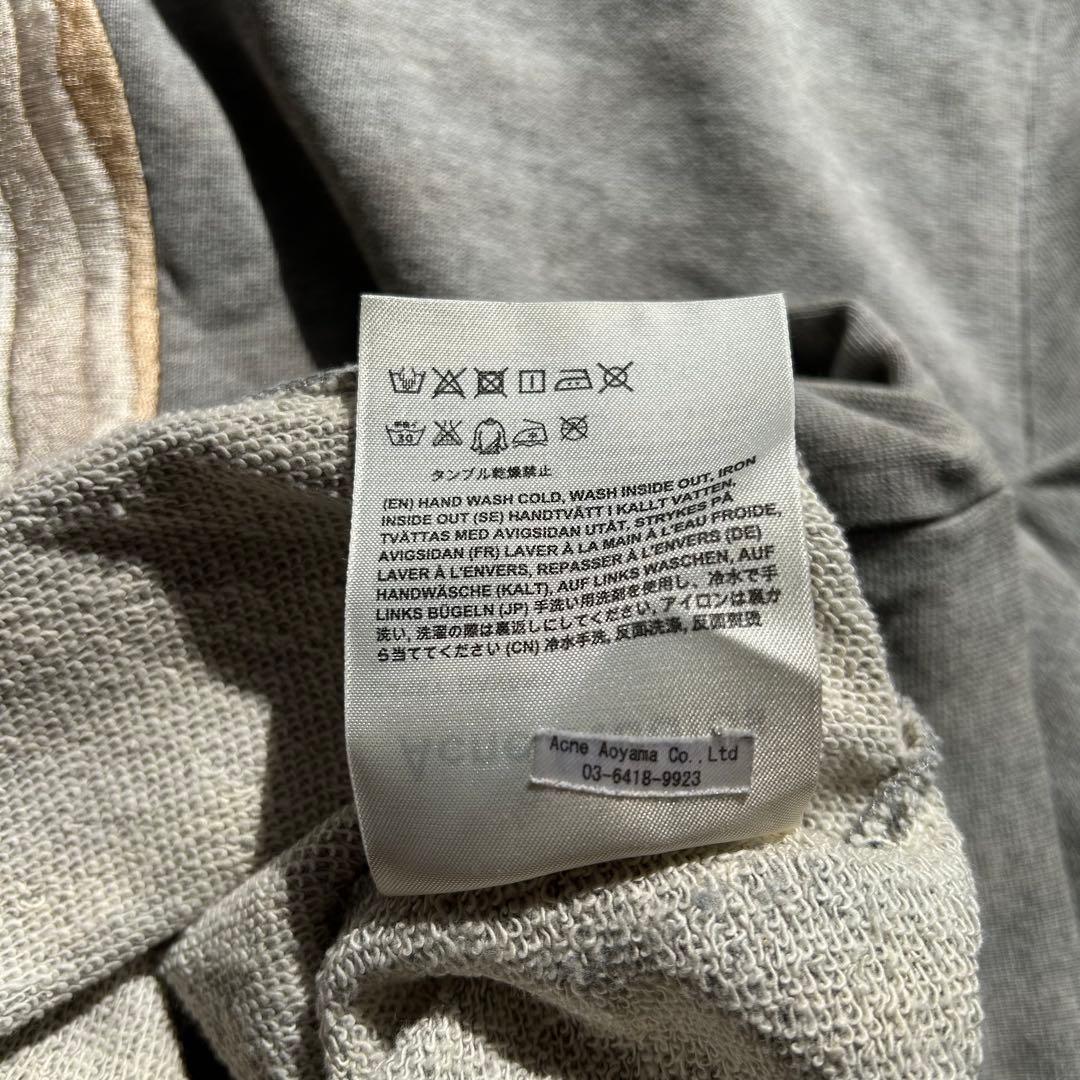 30
タンブル乾燥禁止
(EN) HAND WASH COLD, WASH INSIDE OUT, IRON
INSIDE OUT (SE) HANDTVÄTT I KALLT VATTEN,
TVÄTTAS MED AVIGSIDAN UTÅT, STRYKES PÅ
AVIGSIDAN (FR) LAVER À LA MAIN À L'EAU FROIDE,
LAVER À L'ENVERS, REPASSER À L'ENVERS (DE)
HANDWÄSCHE (KALT), AUF LINKS WASCHEN, AUF
LINKS BÜGELN (JP) 手洗い用洗剤を使用し、冷水で手
洗い, 洗濯の際は裏返しにしてください, アイロンは裏か
ら当ててください (CN) 冷水手洗, 反面洗涤, 反面熨烫
Acne Aoyama Co.,Ltd
03-6418-9923